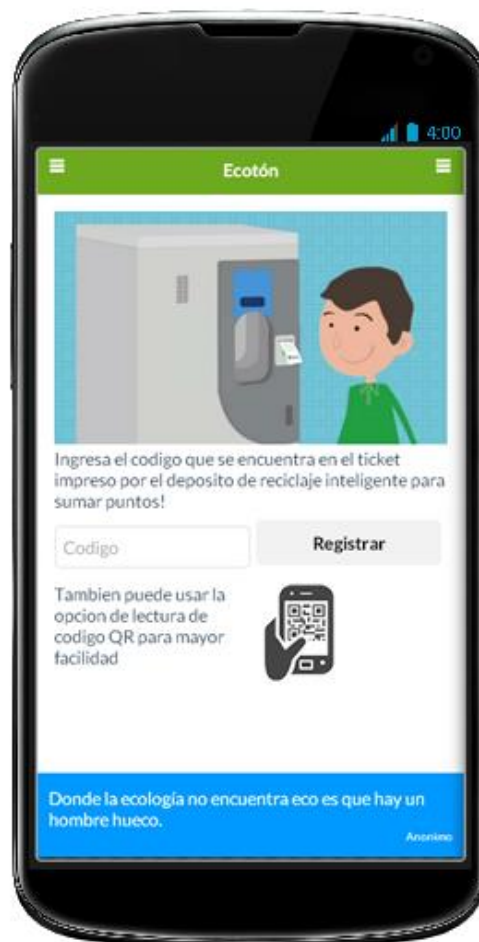 4:00
Ecotón
Ingresa el codigo que se encuentra en el ticket
impreso por el deposito de reciclaje inteligente para
sumar puntos!
Codigo
Registrar
Tambien puede usar la
opcion de lectura de
codigo QR para mayor
facilidad
Donde la ecología no encuentra eco es que hay un
hombre hueco.
Anonimo